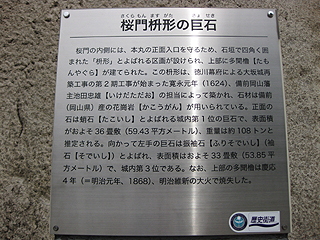 さくら もん ます がた きょ せき
桜門枡形の巨石
桜門の内側には、本丸の正面入口を守るため、石垣で四角く囲
まれた「枡形」とよばれる区画が設けられ、上部に多聞櫓【たも
んやぐら】が建てられた。この枡形は、徳川幕府による大坂城再
築工事の第2期工事が始まった寛永元年（1624）、備前岡山藩
主池田忠雄【いけだただお】の担当によって築かれ、石材は備前
（岡山県）産の花崗岩【かこうがん】が用いられている。正面の
石は蛸石【たこいし】とよばれる城内第1位の巨石で、表面積
がおよそ36畳敷（59.43平方メートル）、重量は約108トンと
推定される。向かって左手の巨石は振袖石【ふりそでいし】（袖
石【そでいし】）とよばれ、表面積はおよそ33畳敷（53.85平
方メートル）で、城内第3位である。なお、上部の多聞櫓は慶応
4年（＝明治元年、1868）、明治維新の大火で焼失した。
歴史街道